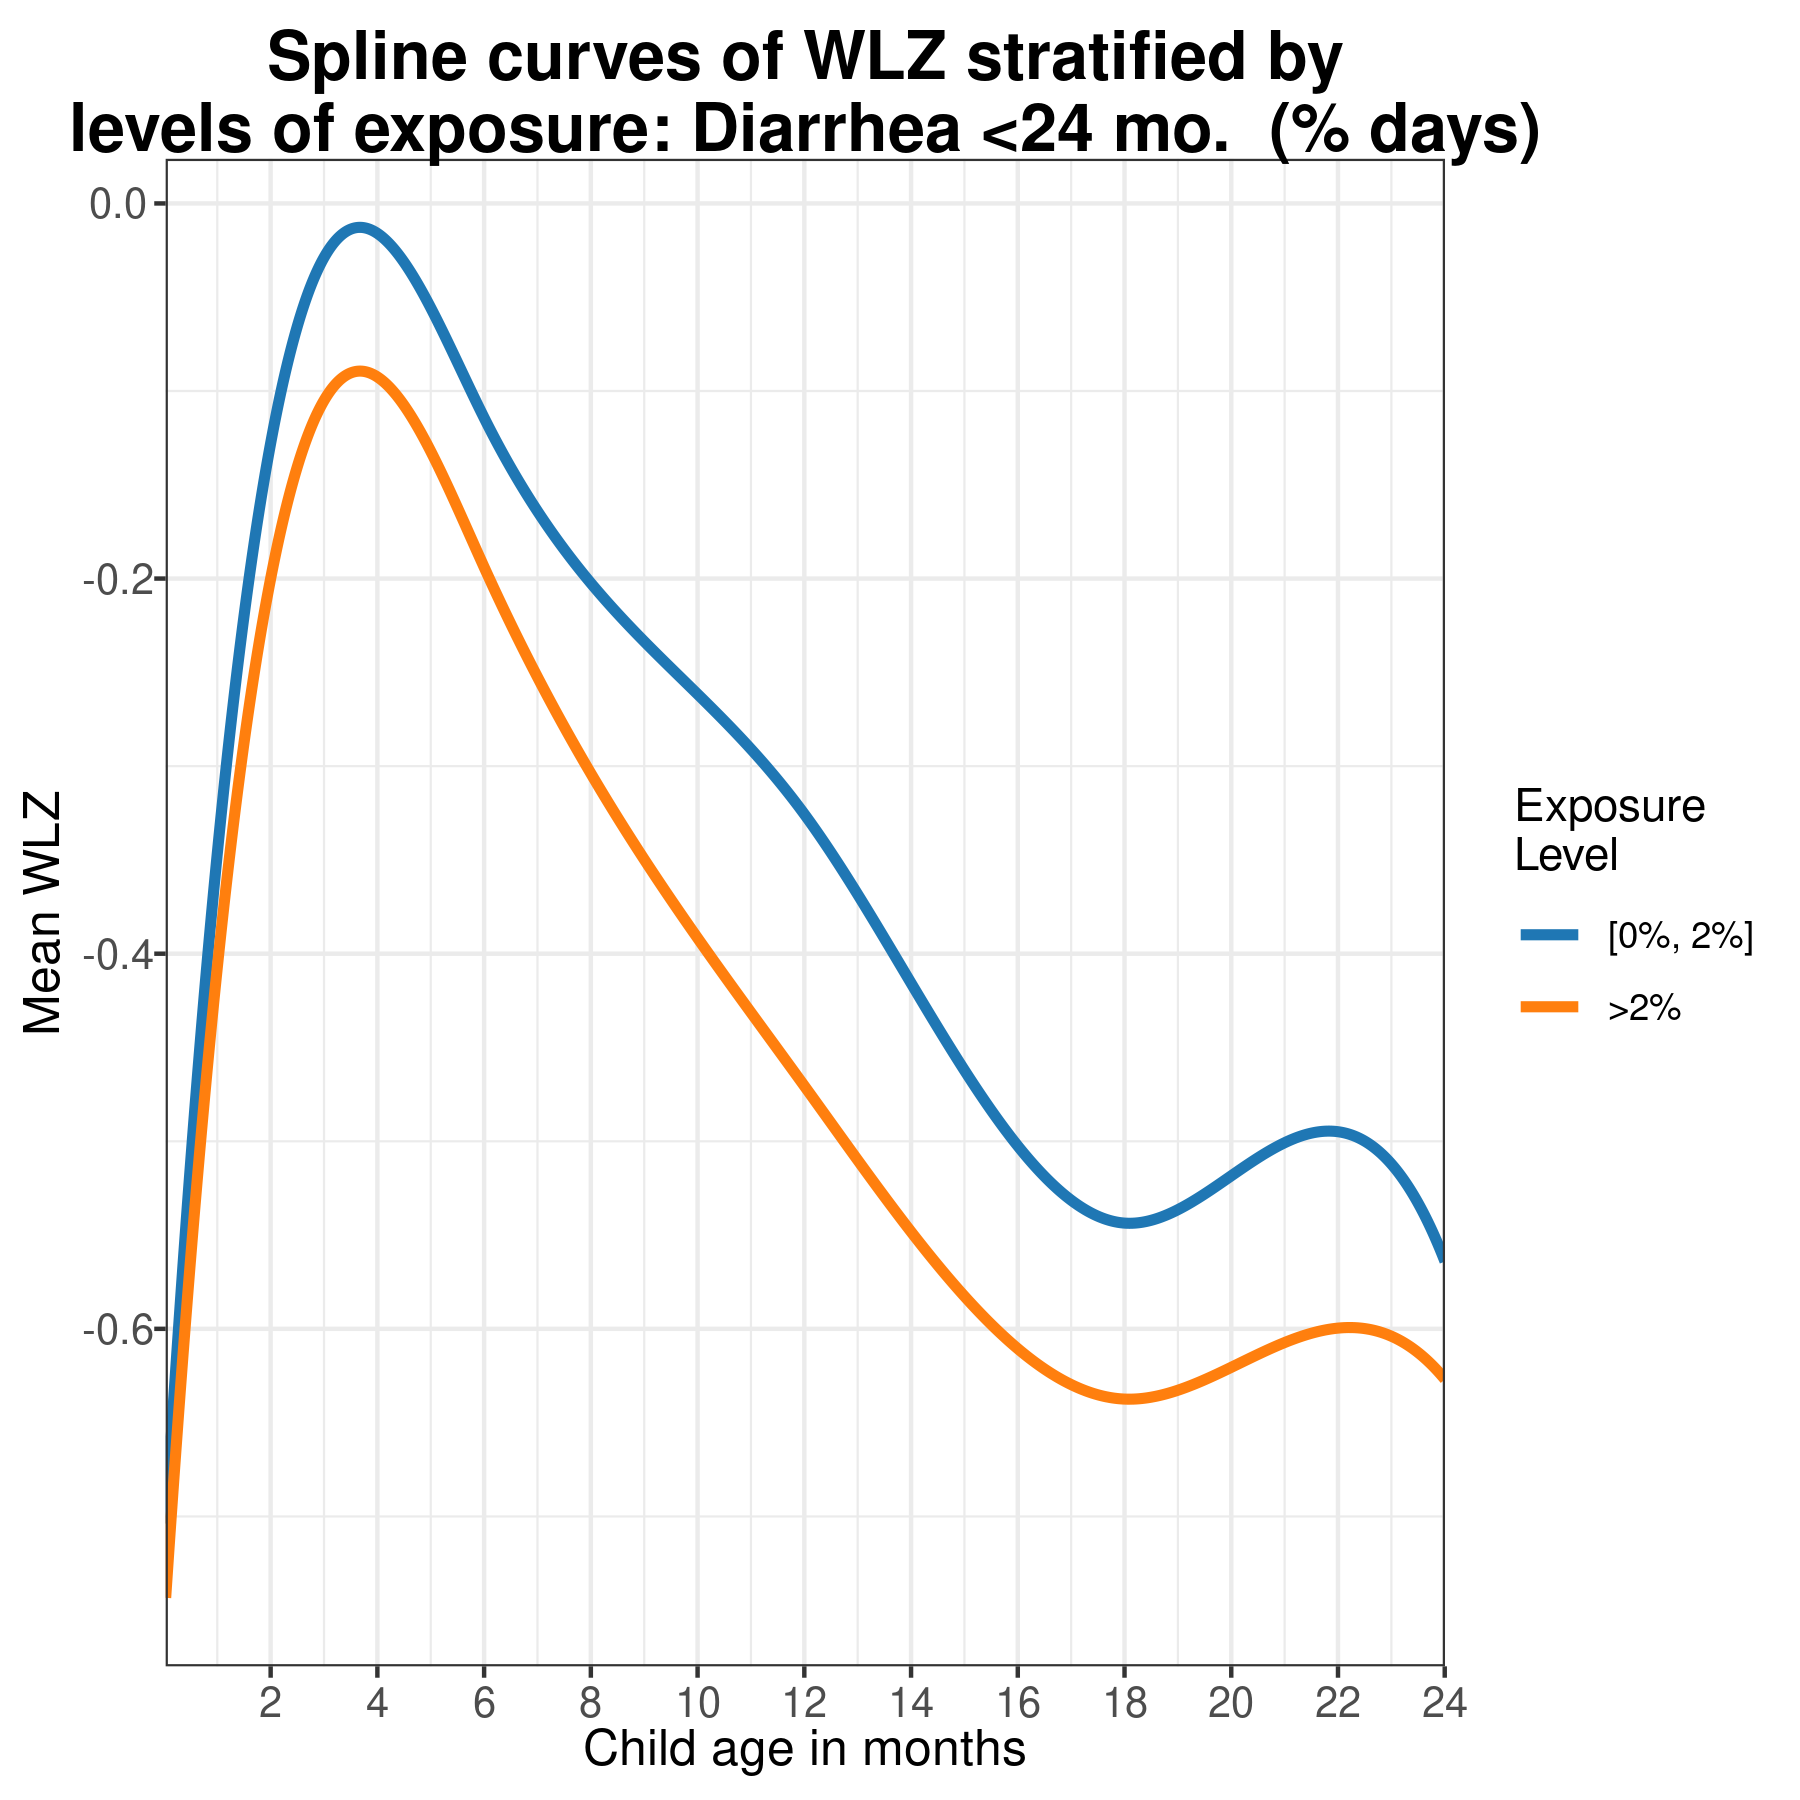 Spline curves of WLZ stratified by
levels of exposure: Diarrhea <24 mo.  (% days)
0.0
-0.2
-0.4
-0.6
Mean WLZ
2 4 6 8 10 12 14 16 18 20 22 24
Child age in months
Exposure
Level
[0%, 2%]
>2%